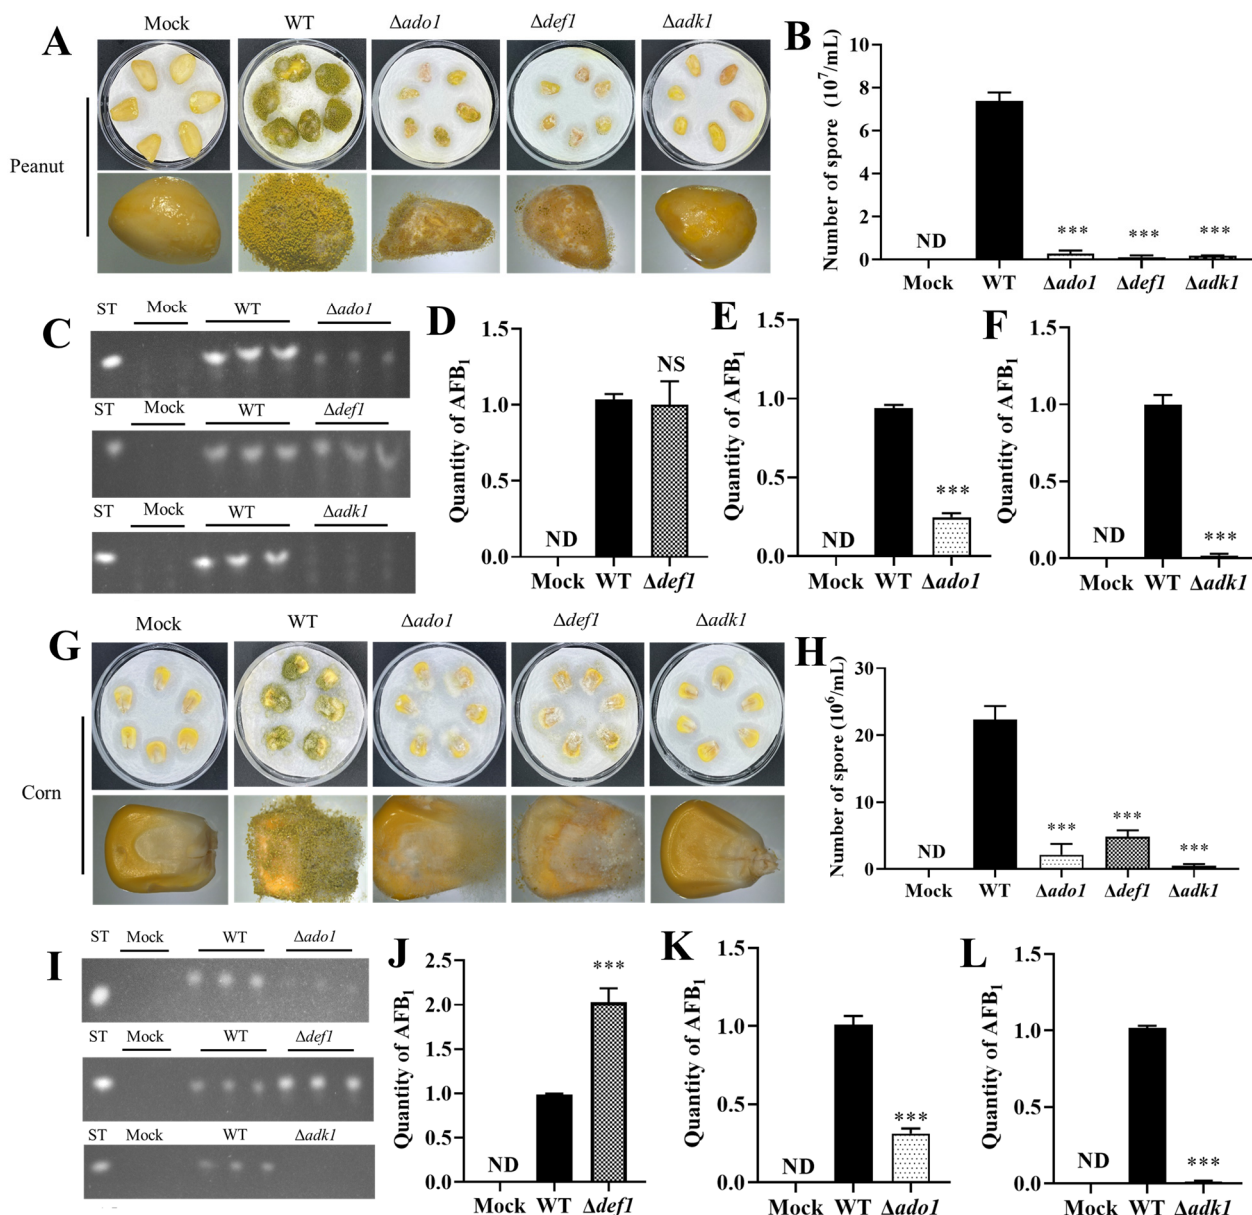 A
Mock WT Δado1 Δdef1 Δadk1
Peanut
B
Number of spore (10⁷/mL)
10
8
6
4
2
0
ND *** *** ***
Mock WT Δado1 Δdef1 Δadk1
C
ST Mock WT Δado1
ST Mock WT Δdef1
ST Mock WT Δadk1
D
Quantity of AFB₁
1.5
1.0
0.5
0.0
ND NS
Mock WT Δdef1
E
Quantity of AFB₁
1.5
1.0
0.5
0.0
ND ***
Mock WT Δado1
F
Quantity of AFB₁
1.5
1.0
0.5
0.0
ND ***
Mock WT Δadk1
G
Mock WT Δado1 Δdef1 Δadk1
Corn
H
Number of spore (10⁶/mL)
30
20
10
0
ND *** *** ***
Mock WT Δado1 Δdef1 Δadk1
I
ST Mock WT Δado1
ST Mock WT Δdef1
ST Mock WT Δadk1
J
Quantity of AFB₁
2.5
2.0
1.5
1.0
0.5
0.0
ND ***
Mock WT Δdef1
K
Quantity of AFB₁
1.5
1.0
0.5
0.0
ND ***
Mock WT Δado1
L
Quantity of AFB₁
1.5
1.0
0.5
0.0
ND ***
Mock WT Δadk1